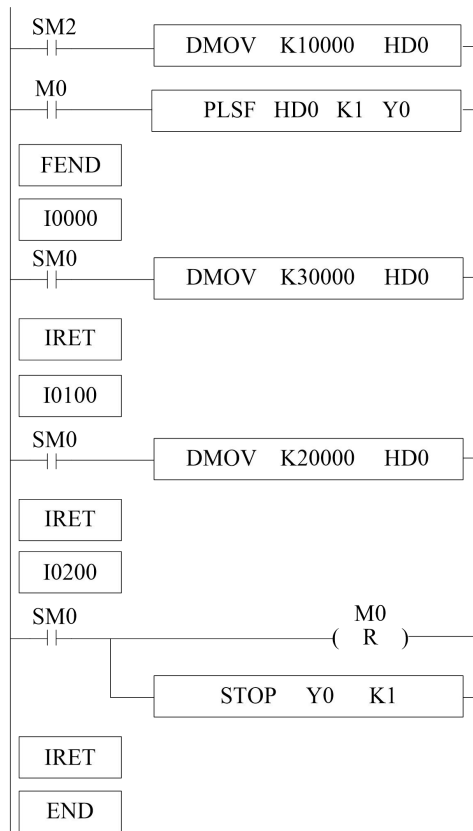 SM2
DMOV K10000 HD0
M0
PLSF HD0 K1 Y0
FEND
I0000
SM0
DMOV K30000 HD0
IRET
I0100
SM0
DMOV K20000 HD0
IRET
I0200
SM0
M0
( R )
STOP Y0 K1
IRET
END